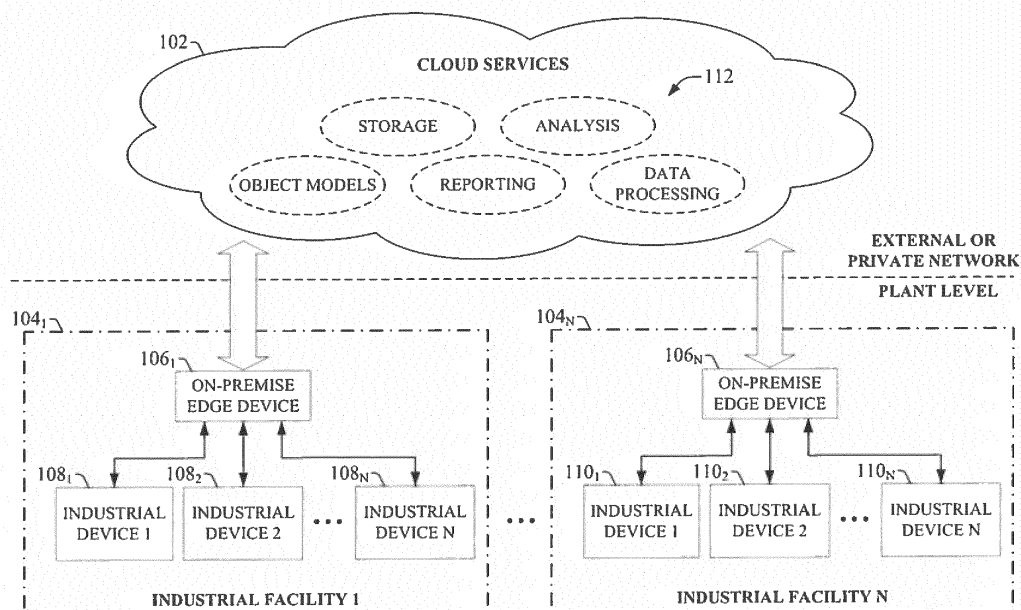 102
CLOUD SERVICES
112
STORAGE
ANALYSIS
OBJECT MODELS
REPORTING
DATA
PROCESSING
EXTERNAL OR
PRIVATE NETWORK
PLANT LEVEL
104₁
104N
106₁
ON-PREMISE
EDGE DEVICE
106N
ON-PREMISE
EDGE DEVICE
108₁
108₂
108N
INDUSTRIAL
DEVICE 1
INDUSTRIAL
DEVICE 2
•••
INDUSTRIAL
DEVICE N
•••
110₁
110₂
110N
INDUSTRIAL
DEVICE 1
INDUSTRIAL
DEVICE 2
•••
INDUSTRIAL
DEVICE N
INDUSTRIAL FACILITY 1
INDUSTRIAL FACILITY N